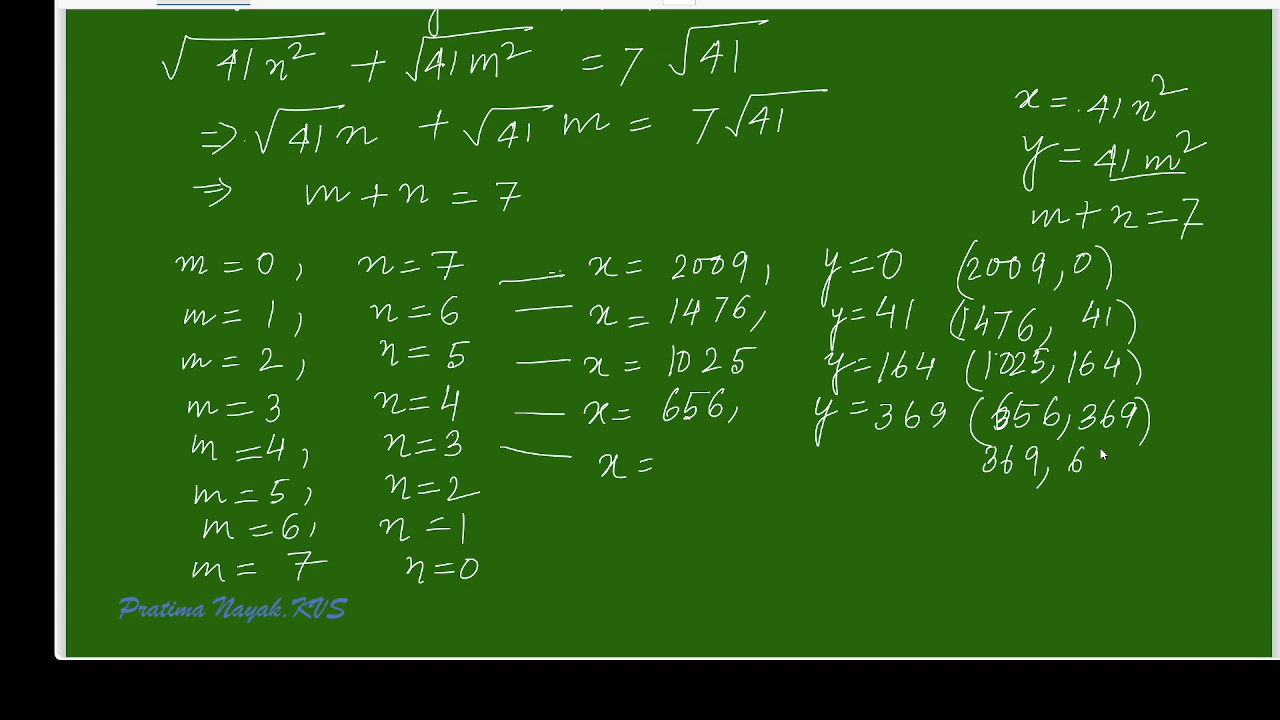 √41n² + √41m² = 7 √41
⇒ √41 n + √41 m = 7√41
⇒ m + n = 7
x = 41n²
y = 41m²
m + n = 7
m = 0, n = 7 — x = 2009, y = 0 (2009, 0)
m = 1, n = 6 — x = 1476, y = 41 (1476, 41)
m = 2, n = 5 — x = 1025 y = 164 (1025, 164)
m = 3 n = 4 — x = 656, y = 369 (656, 369)
m = 4, n = 3 — x = 369, 6
m = 5, n = 2
m = 6, n = 1
m = 7 n = 0
Pratima Nayak.KVS